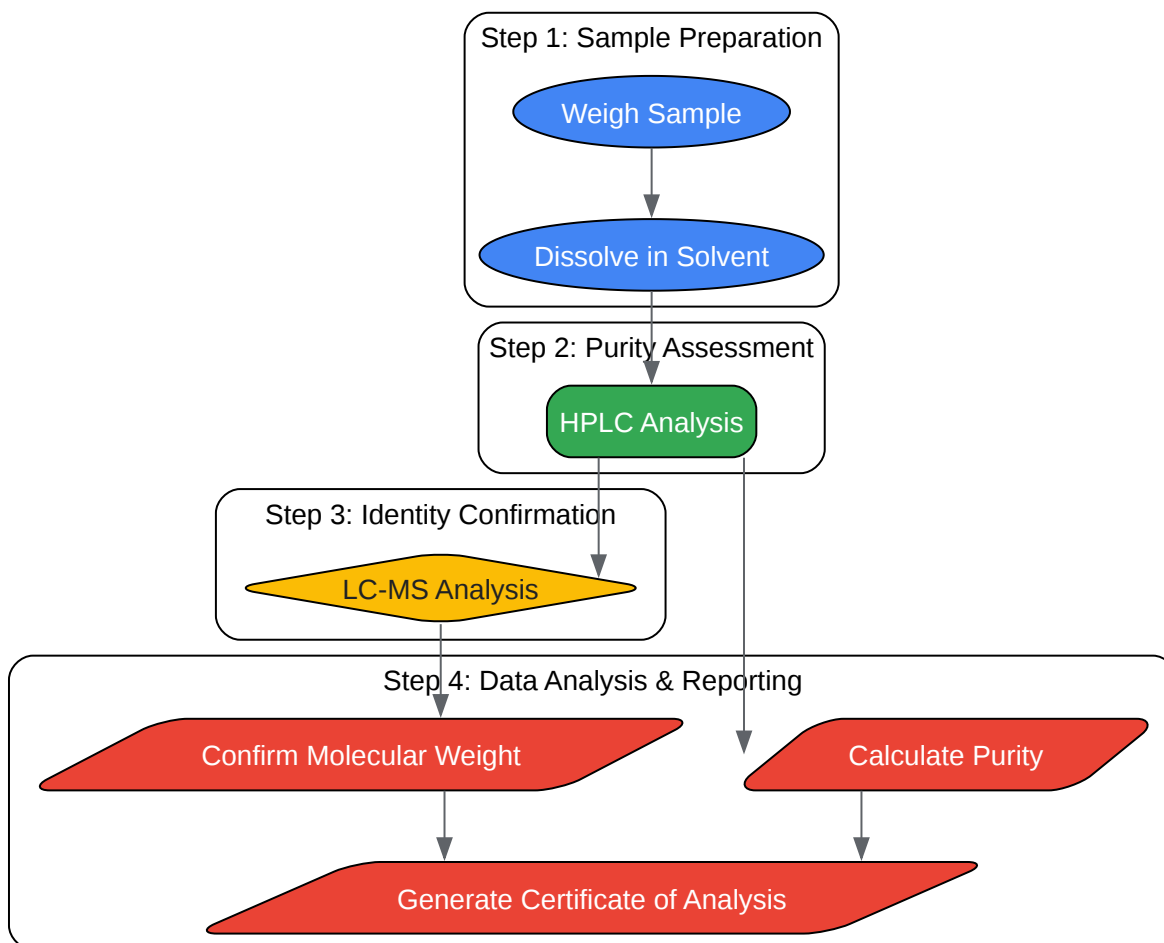 Step 1: Sample Preparation
Weigh Sample
Dissolve in Solvent
Step 2: Purity Assessment
HPLC Analysis
Step 3: Identity Confirmation
LC-MS Analysis
Step 4: Data Analysis & Reporting
Confirm Molecular Weight
Calculate Purity
Generate Certificate of Analysis